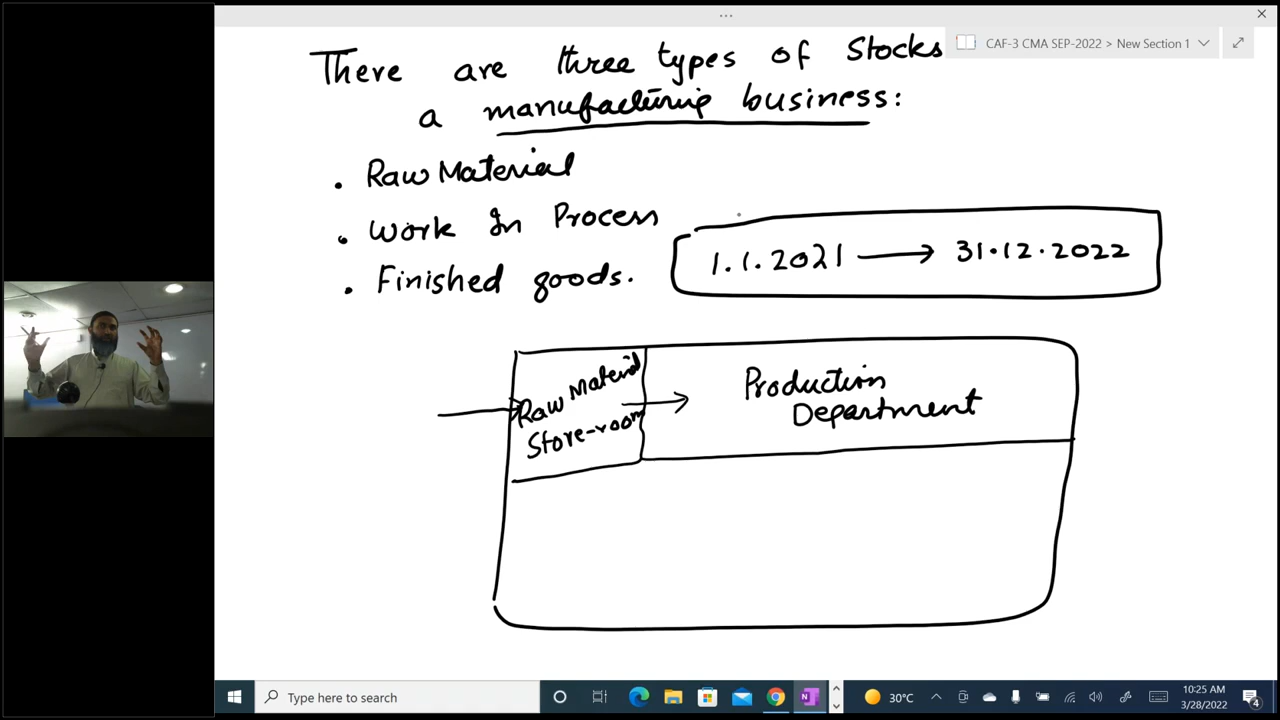 CAF-3 CMA SEP-2022 > New Section 1
There are three types of Stocks
a manufacturing business:
. Raw Material
. Work In Process
. Finished goods.
1.1.2021 → 31.12.2022
Raw Material
Store-room
Production
Department
Type here to search
30°C
10:25 AM
3/28/2022
4